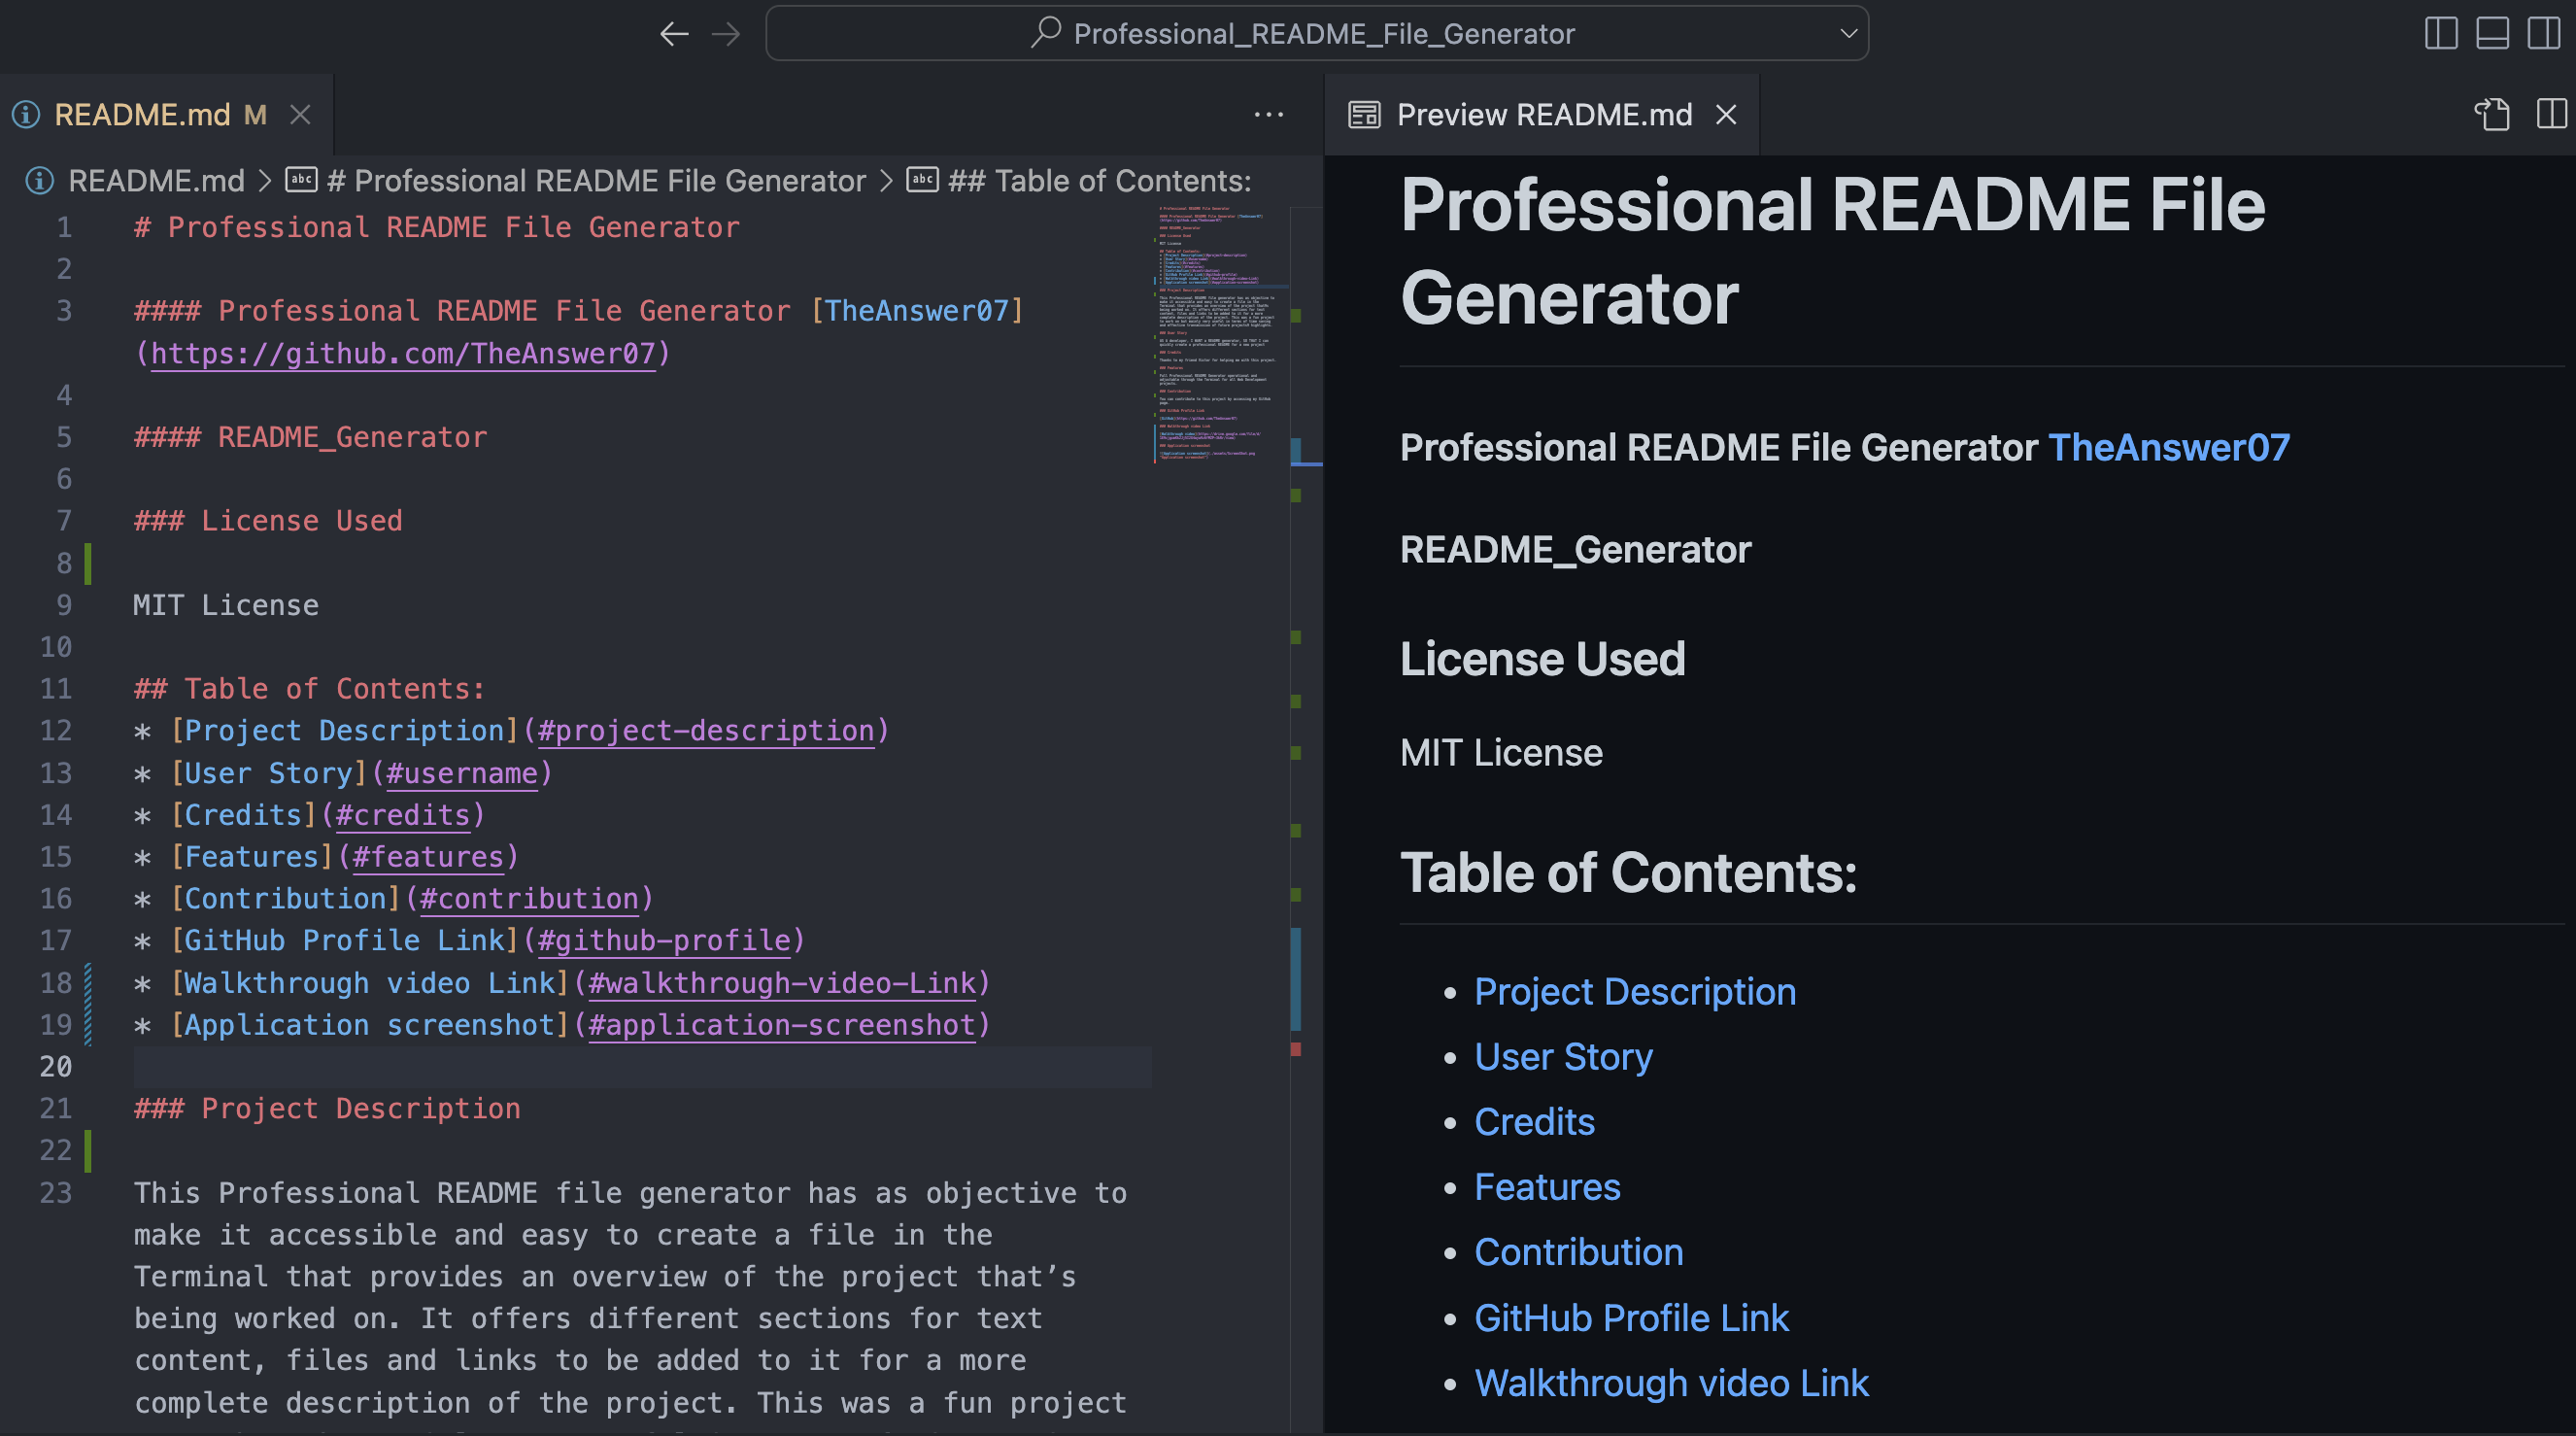 Professional_README_File_Generator
README.md M
Preview README.md
README.md > # Professional README File Generator > ## Table of Contents:
1 # Professional README File Generator
2
3 #### Professional README File Generator [TheAnswer07]
(https://github.com/TheAnswer07)
4
5 #### README_Generator
6
7 ### License Used
8
9 MIT License
10
11 ## Table of Contents:
12 * [Project Description](#project-description)
13 * [User Story](#username)
14 * [Credits](#credits)
15 * [Features](#features)
16 * [Contribution](#contribution)
17 * [GitHub Profile Link](#github-profile)
18 * [Walkthrough video Link](#walkthrough-video-Link)
19 * [Application screenshot](#application-screenshot)
20
21 ### Project Description
22
23 This Professional README file generator has as objective to
make it accessible and easy to create a file in the
Terminal that provides an overview of the project that’s
being worked on. It offers different sections for text
content, files and links to be added to it for a more
complete description of the project. This was a fun project
Professional README File
Generator
Professional README File Generator TheAnswer07
README_Generator
License Used
MIT License
Table of Contents:
• Project Description
• User Story
• Credits
• Features
• Contribution
• GitHub Profile Link
• Walkthrough video Link